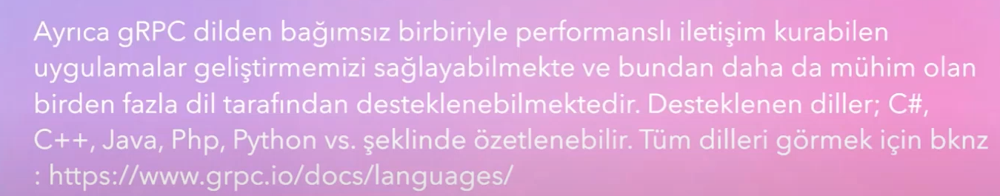 Ayrıca gRPC dilden bağımsız birbiriyle performanslı iletişim kurabilen
uygulamalar geliştirmemizi sağlayabilmekte ve bundan daha da mühim olan
birden fazla dil tarafından desteklenebilmektedir. Desteklenen diller; C#,
C++, Java, Php, Python vs. şeklinde özetlenebilir. Tüm dilleri görmek için bknz
: https://www.grpc.io/docs/languages/